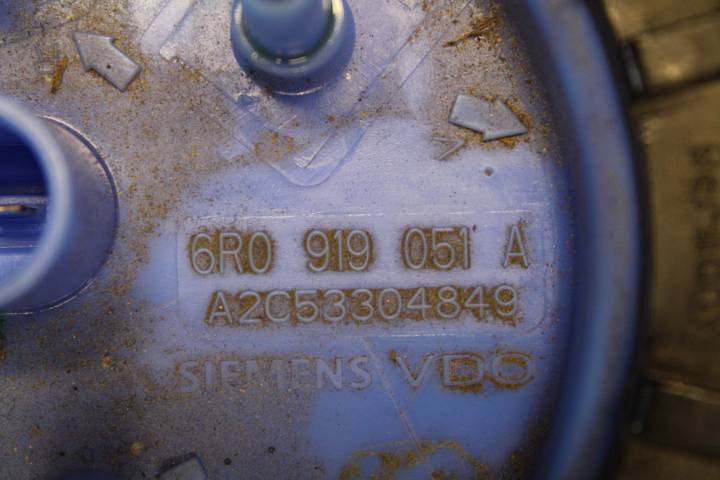 6R0 919 051 A
A2C53304849
SIEMENS VDO